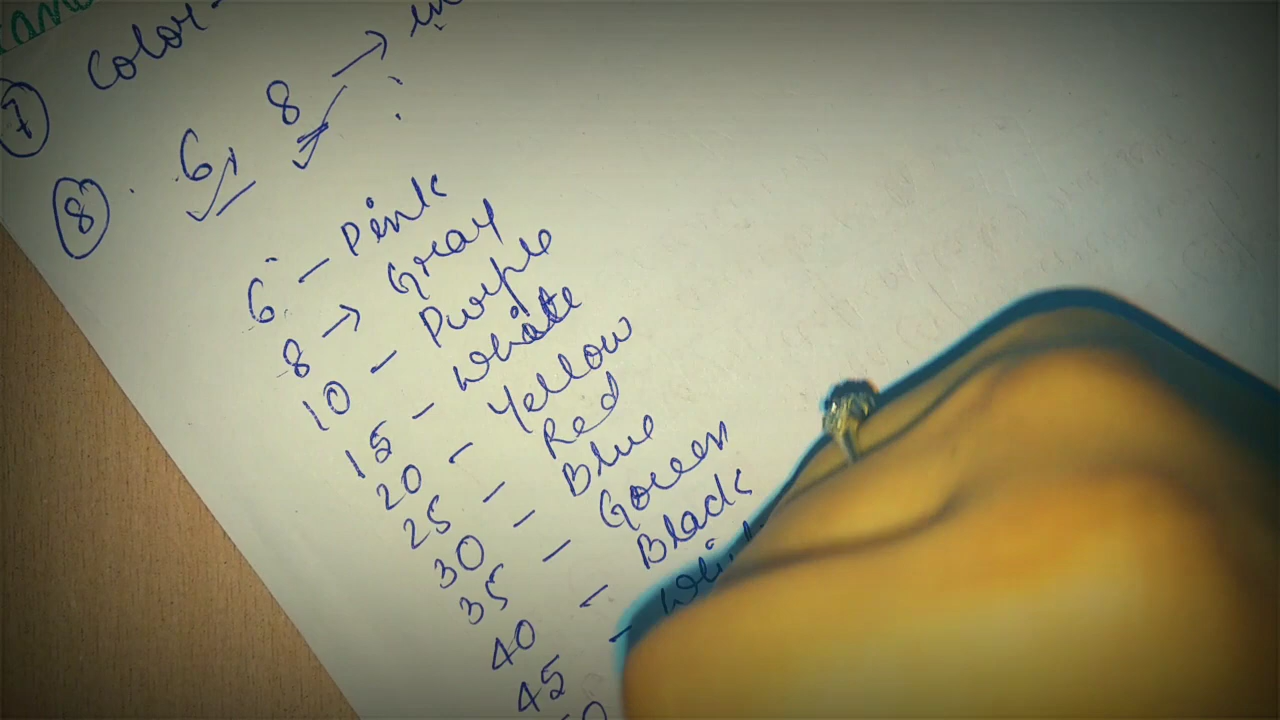 7 Color-
8 6, 8 →
6 - Pink
8 → Gray
10 - Purple
15 - White
20 - Yellow
25 - Red
30 - Blue
35 - Green
40 - Black
45 -